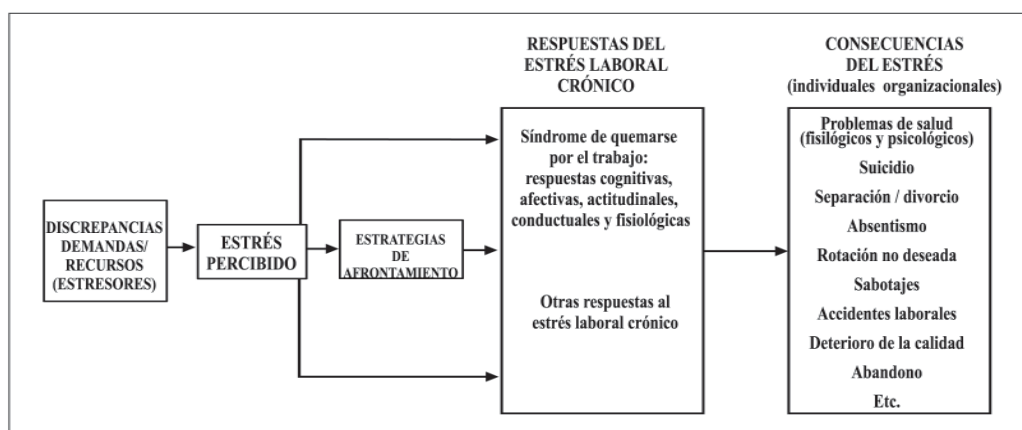 DISCREPANCIAS
DEMANDAS/
RECURSOS
(ESTRESORES)
ESTRÉS
PERCIBIDO
ESTRATEGIAS
DE
AFRONTAMIENTO
RESPUESTAS DEL
ESTRÉS LABORAL
CRÓNICO
Síndrome de quemarse
por el trabajo:
respuestas cognitivas,
afectivas, actitudinales,
conductuales y fisiológicas
Otras respuestas al
estrés laboral crónico
CONSECUENCIAS
DEL ESTRÉS
(individuales organizacionales)
Problemas de salud
(fisilógicos y psicológicos)
Suicidio
Separación / divorcio
Absentismo
Rotación no deseada
Sabotajes
Accidentes laborales
Deterioro de la calidad
Abandono
Etc.